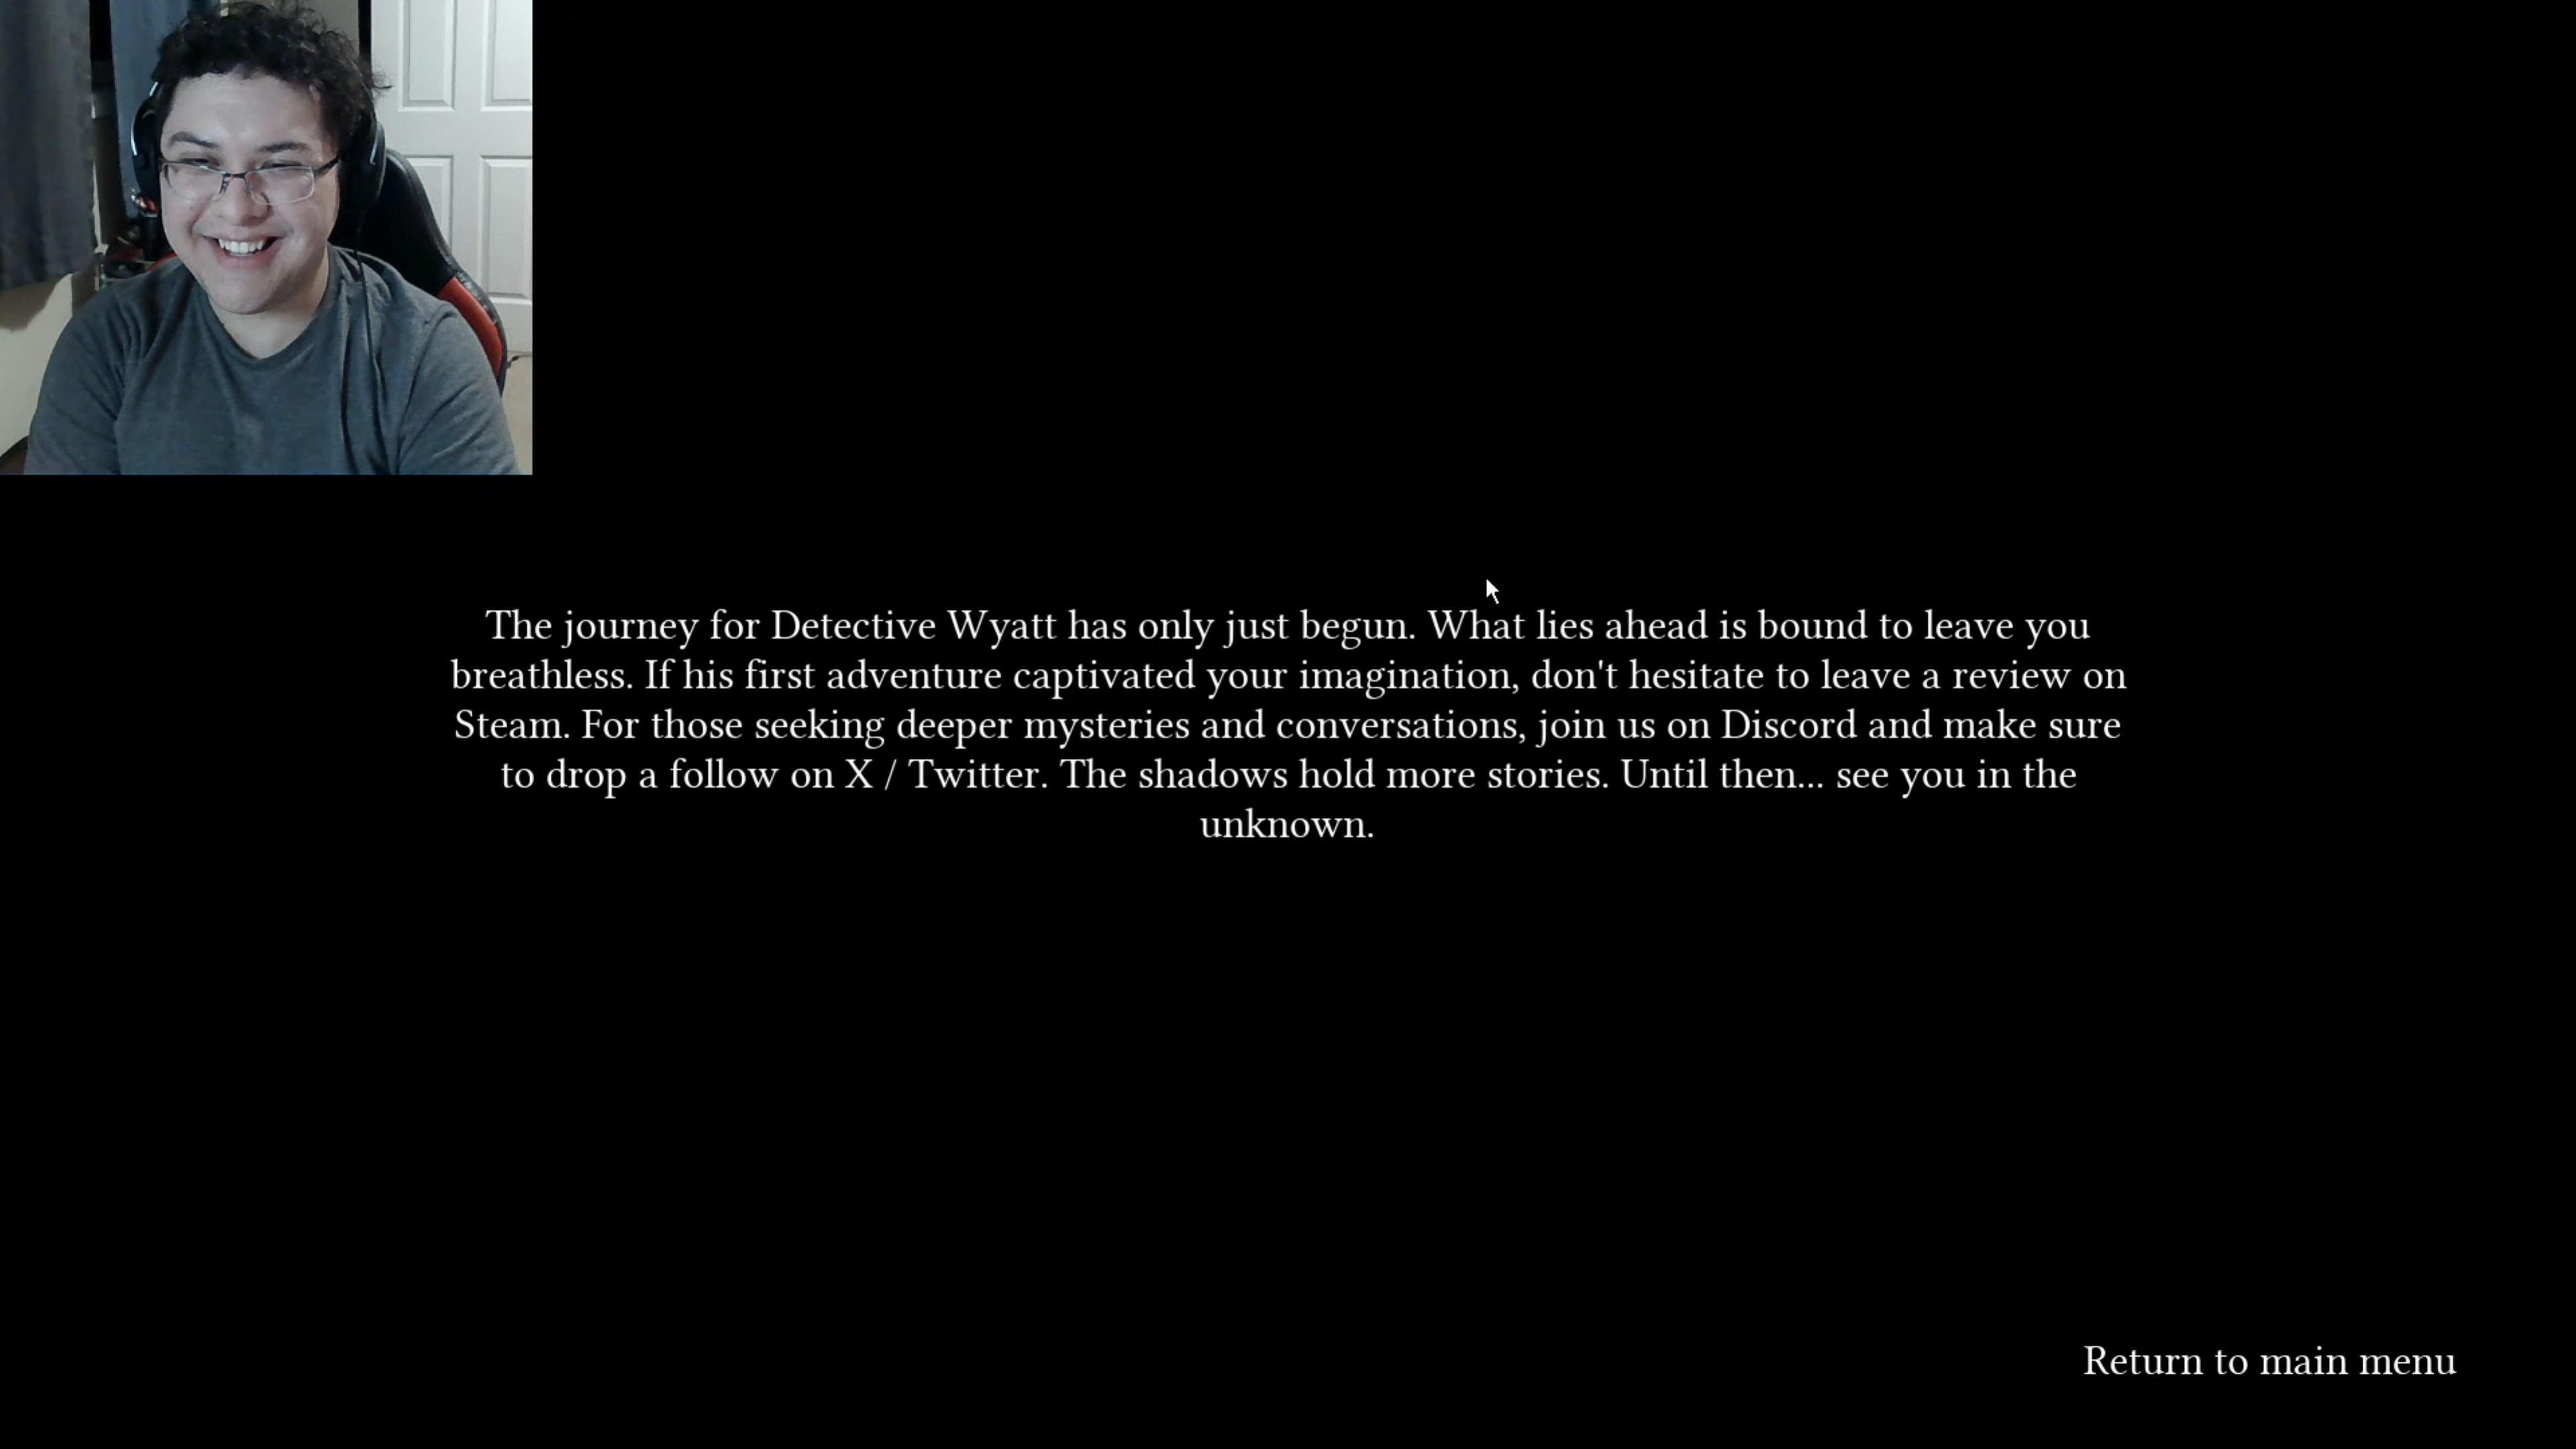 The journey for Detective Wyatt has only just begun. What lies ahead is bound to leave you
breathless. If his first adventure captivated your imagination, don't hesitate to leave a review on
Steam. For those seeking deeper mysteries and conversations, join us on Discord and make sure
to drop a follow on X / Twitter. The shadows hold more stories. Until then... see you in the
unknown.
Return to main menu